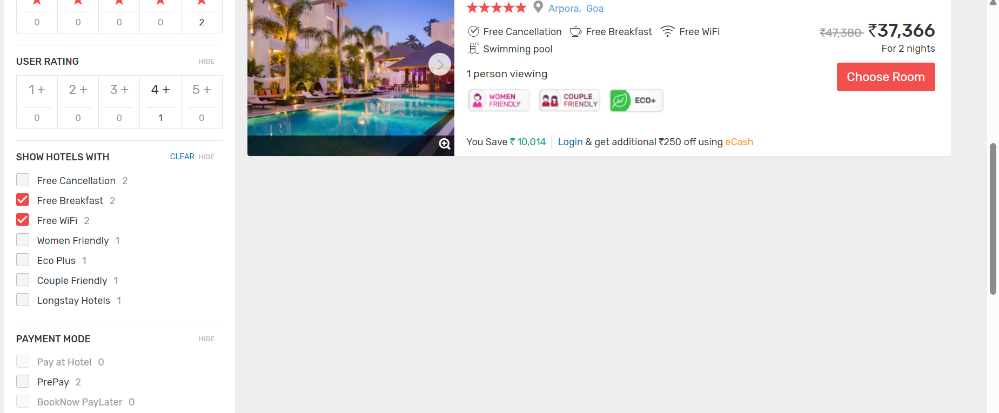 0 0 0 0 2
USER RATING HIDE
1 + 2 + 3 + 4 + 5 +
0 0 0 1 0
SHOW HOTELS WITH CLEAR HIDE
Free Cancellation 2
Free Breakfast 2
Free WiFi 2
Women Friendly 1
Eco Plus 1
Couple Friendly 1
Longstay Hotels 1
PAYMENT MODE HIDE
Pay at Hotel 0
PrePay 2
BookNow PayLater 0
Arpora, Goa
Free Cancellation Free Breakfast Free WiFi
Swimming pool
1 person viewing
WOMEN FRIENDLY
COUPLE FRIENDLY
ECO+
You Save ₹ 10,014 Login & get additional ₹250 off using eCash
₹47,380 ₹37,366
For 2 nights
Choose Room